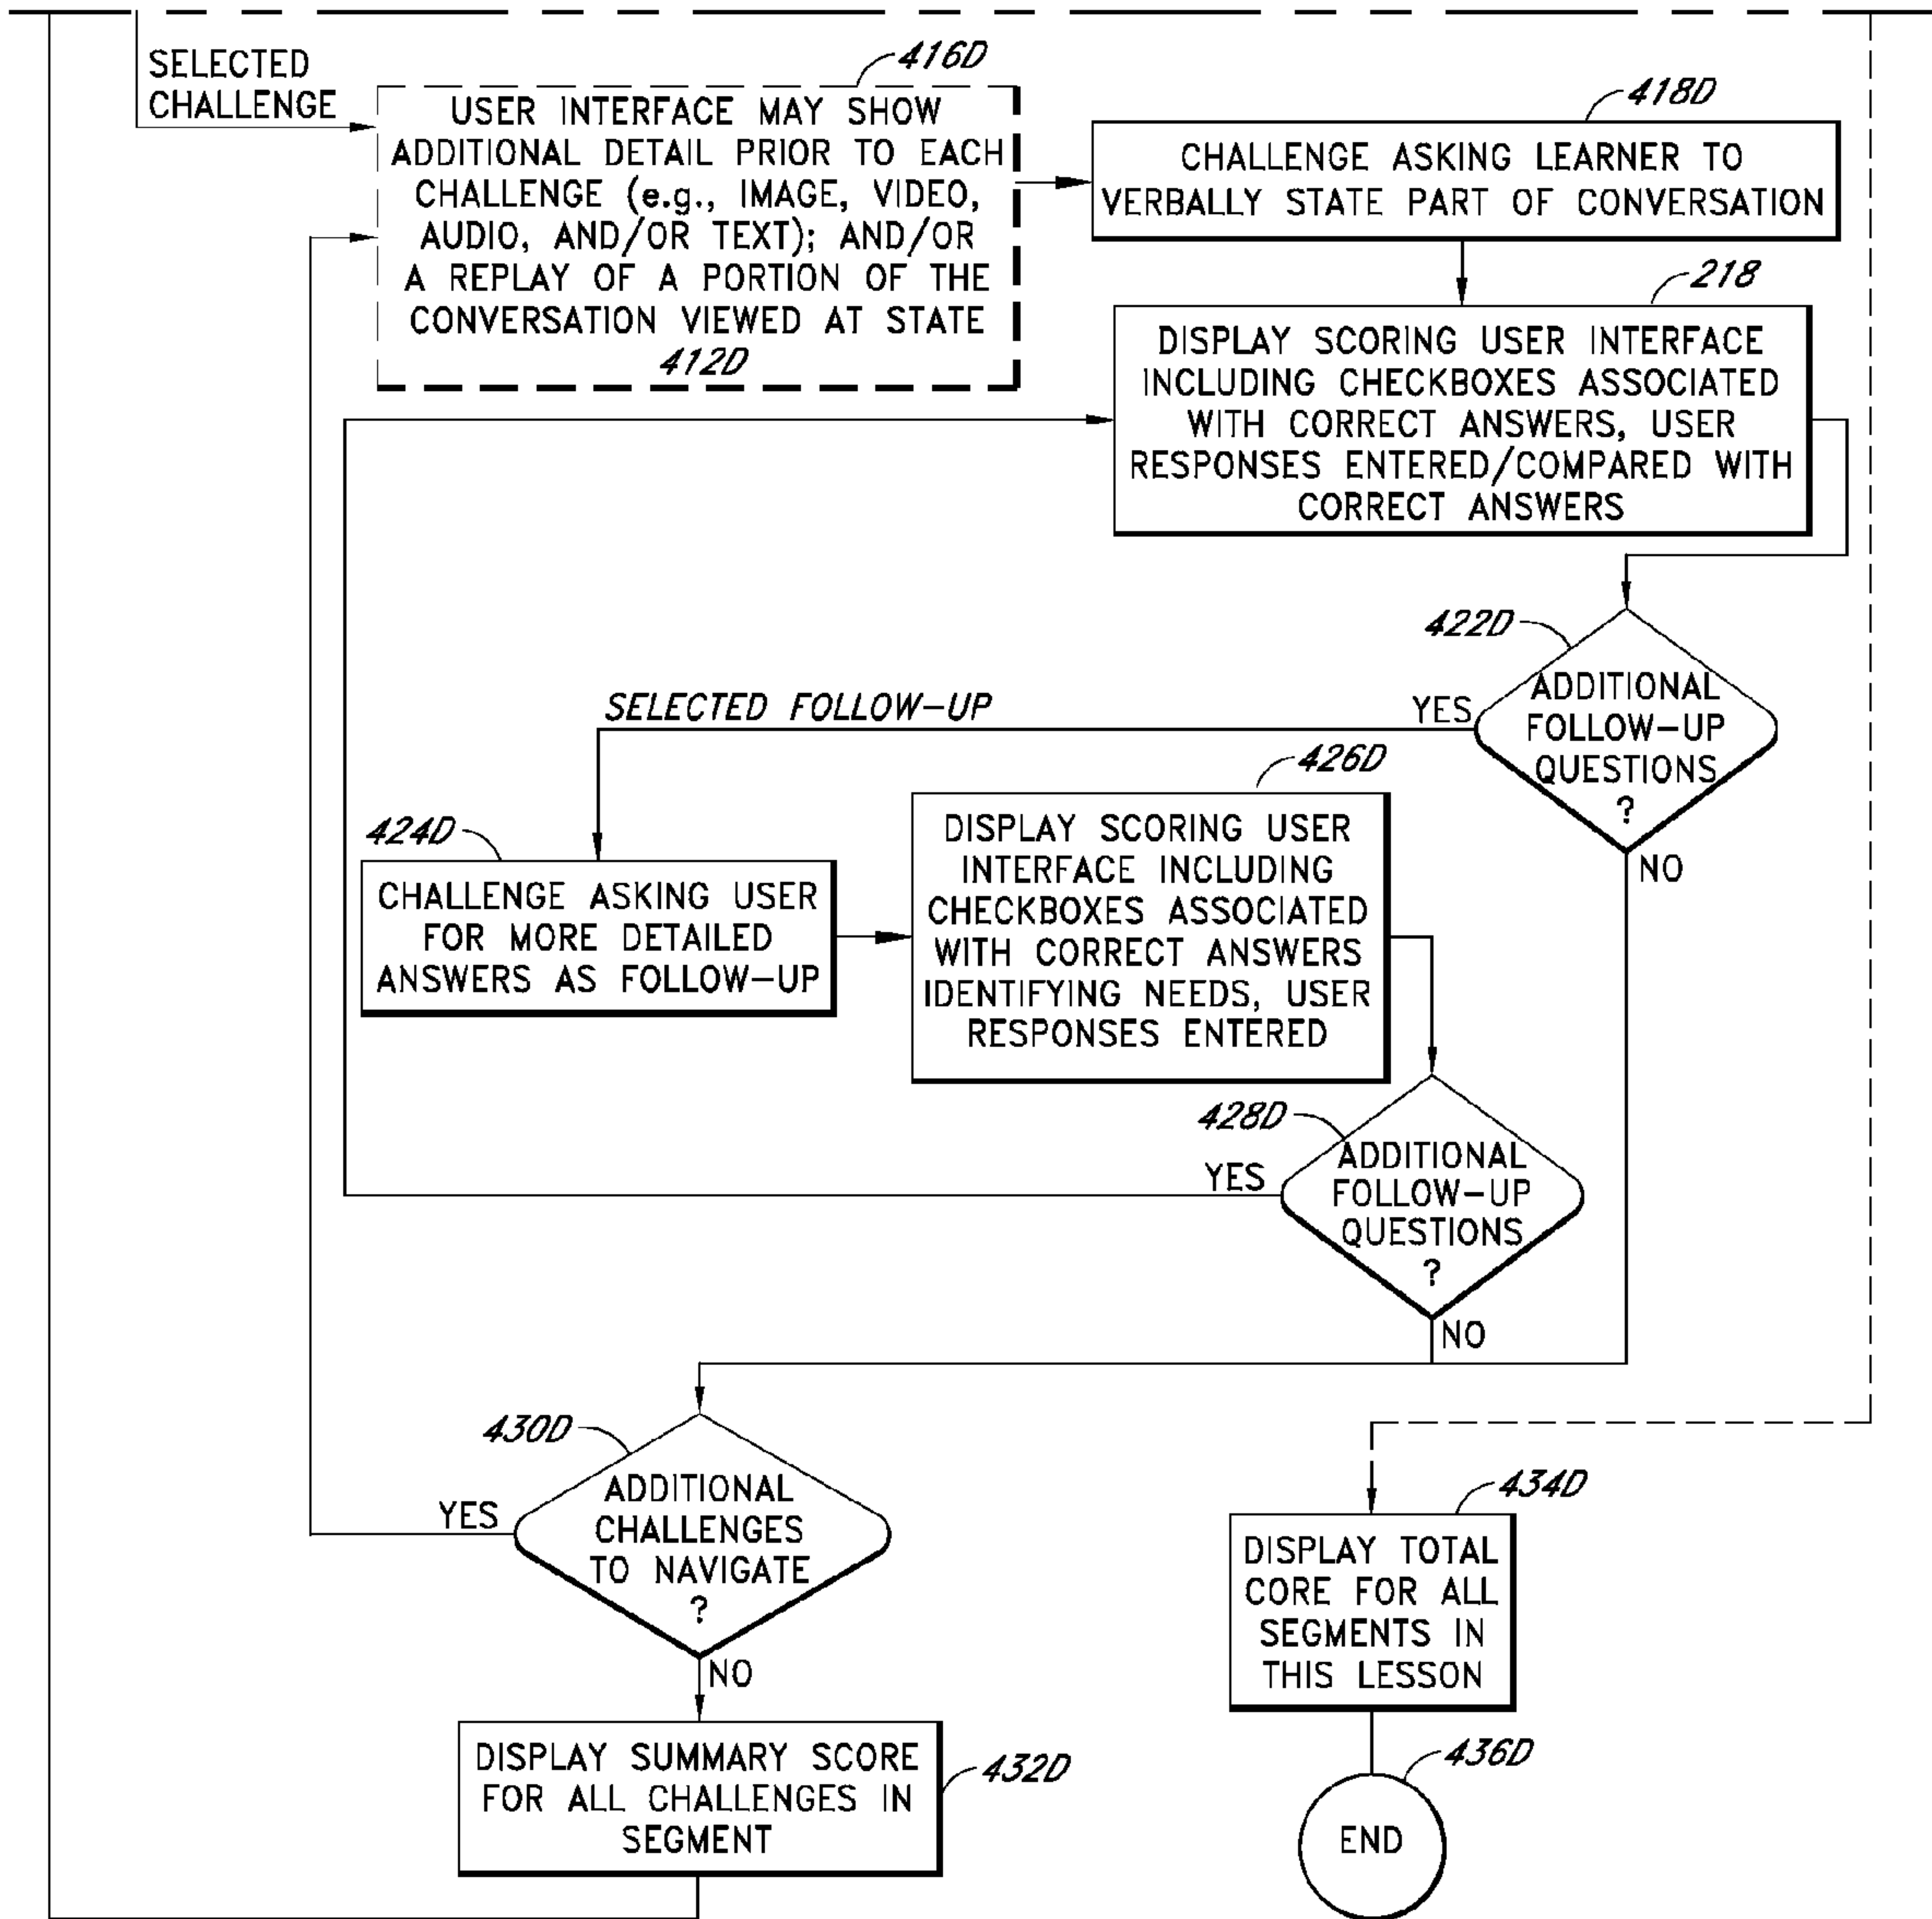 SELECTED
CHALLENGE
416D
USER INTERFACE MAY SHOW
ADDITIONAL DETAIL PRIOR TO EACH
CHALLENGE (e.g., IMAGE, VIDEO,
AUDIO, AND/OR TEXT); AND/OR
A REPLAY OF A PORTION OF THE
CONVERSATION VIEWED AT STATE
412D
418D
CHALLENGE ASKING LEARNER TO
VERBALLY STATE PART OF CONVERSATION
218
DISPLAY SCORING USER INTERFACE
INCLUDING CHECKBOXES ASSOCIATED
WITH CORRECT ANSWERS, USER
RESPONSES ENTERED/COMPARED WITH
CORRECT ANSWERS
422D
ADDITIONAL
FOLLOW-UP
QUESTIONS
?
YES
NO
SELECTED FOLLOW-UP
424D
CHALLENGE ASKING USER
FOR MORE DETAILED
ANSWERS AS FOLLOW-UP
426D
DISPLAY SCORING USER
INTERFACE INCLUDING
CHECKBOXES ASSOCIATED
WITH CORRECT ANSWERS
IDENTIFYING NEEDS, USER
RESPONSES ENTERED
428D
ADDITIONAL
FOLLOW-UP
QUESTIONS
?
YES
NO
430D
ADDITIONAL
CHALLENGES
TO NAVIGATE
?
YES
NO
DISPLAY SUMMARY SCORE
FOR ALL CHALLENGES IN
SEGMENT
432D
434D
DISPLAY TOTAL
CORE FOR ALL
SEGMENTS IN
THIS LESSON
436D
END